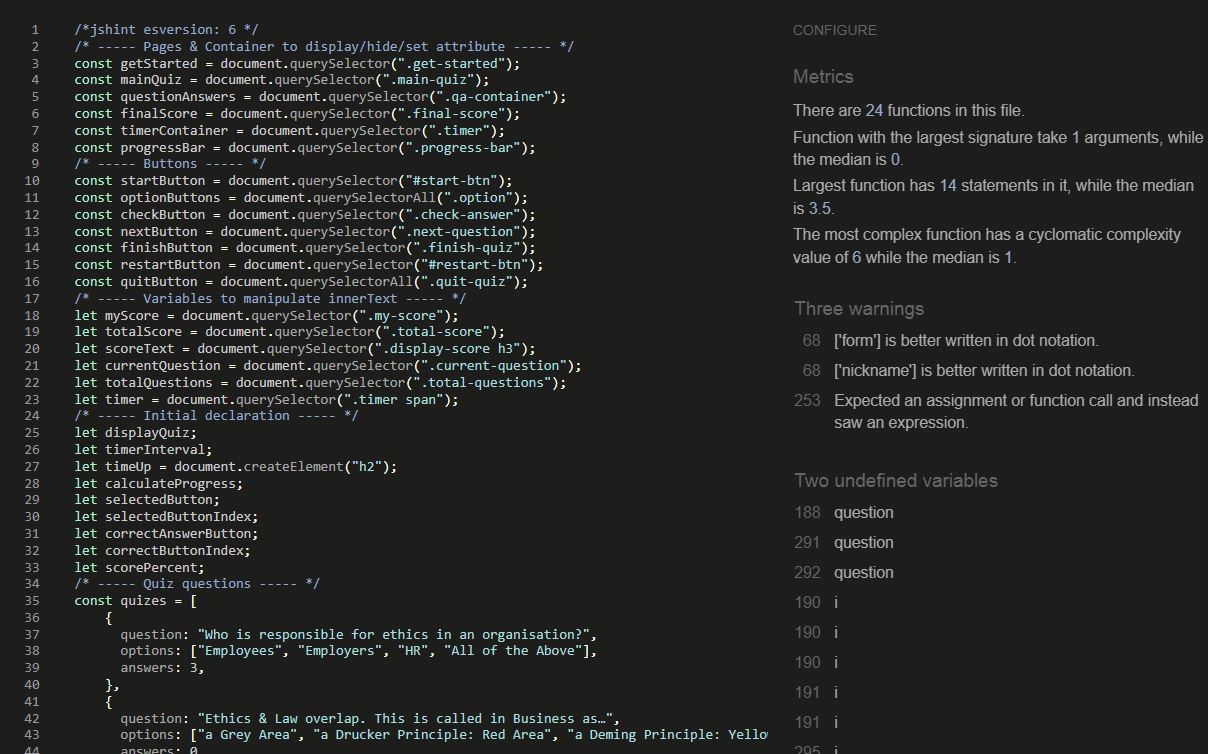 1 /*jshint esversion: 6 */
2 /* ----- Pages & Container to display/hide/set attribute ----- */
3 const getStarted = document.querySelector(".get-started");
4 const mainQuiz = document.querySelector(".main-quiz");
5 const questionAnswers = document.querySelector(".qa-container");
6 const finalScore = document.querySelector(".final-score");
7 const timerContainer = document.querySelector(".timer");
8 const progressBar = document.querySelector(".progress-bar");
9 /* ----- Buttons ----- */
10 const startButton = document.querySelector("#start-btn");
11 const optionButtons = document.querySelectorAll(".option");
12 const checkButton = document.querySelector(".check-answer");
13 const nextButton = document.querySelector(".next-question");
14 const finishButton = document.querySelector(".finish-quiz");
15 const restartButton = document.querySelector("#restart-btn");
16 const quitButton = document.querySelectorAll(".quit-quiz");
17 /* ----- Variables to manipulate innerText ----- */
18 let myScore = document.querySelector(".my-score");
19 let totalScore = document.querySelector(".total-score");
20 let scoreText = document.querySelector(".display-score h3");
21 let currentQuestion = document.querySelector(".current-question");
22 let totalQuestions = document.querySelector(".total-questions");
23 let timer = document.querySelector(".timer span");
24 /* ----- Initial declaration ----- */
25 let displayQuiz;
26 let timerInterval;
27 let timeUp = document.createElement("h2");
28 let calculateProgress;
29 let selectedButton;
30 let selectedButtonIndex;
31 let correctAnswerButton;
32 let correctButtonIndex;
33 let scorePercent;
34 /* ----- Quiz questions ----- */
35 const quizes = [
36 {
37 question: "Who is responsible for ethics in an organisation?",
38 options: ["Employees", "Employers", "HR", "All of the Above"],
39 answers: 3,
40 },
41 {
42 question: "Ethics & Law overlap. This is called in Business as…",
43 options: ["a Grey Area", "a Drucker Principle: Red Area", "a Deming Principle: Yello
44 answers: 0
CONFIGURE
Metrics
There are 24 functions in this file.
Function with the largest signature take 1 arguments, while
the median is 0.
Largest function has 14 statements in it, while the median
is 3.5.
The most complex function has a cyclomatic complexity
value of 6 while the median is 1.
Three warnings
68 ['form'] is better written in dot notation.
68 ['nickname'] is better written in dot notation.
253 Expected an assignment or function call and instead
saw an expression.
Two undefined variables
188 question
291 question
292 question
190 i
190 i
190 i
191 i
191 i
295 i